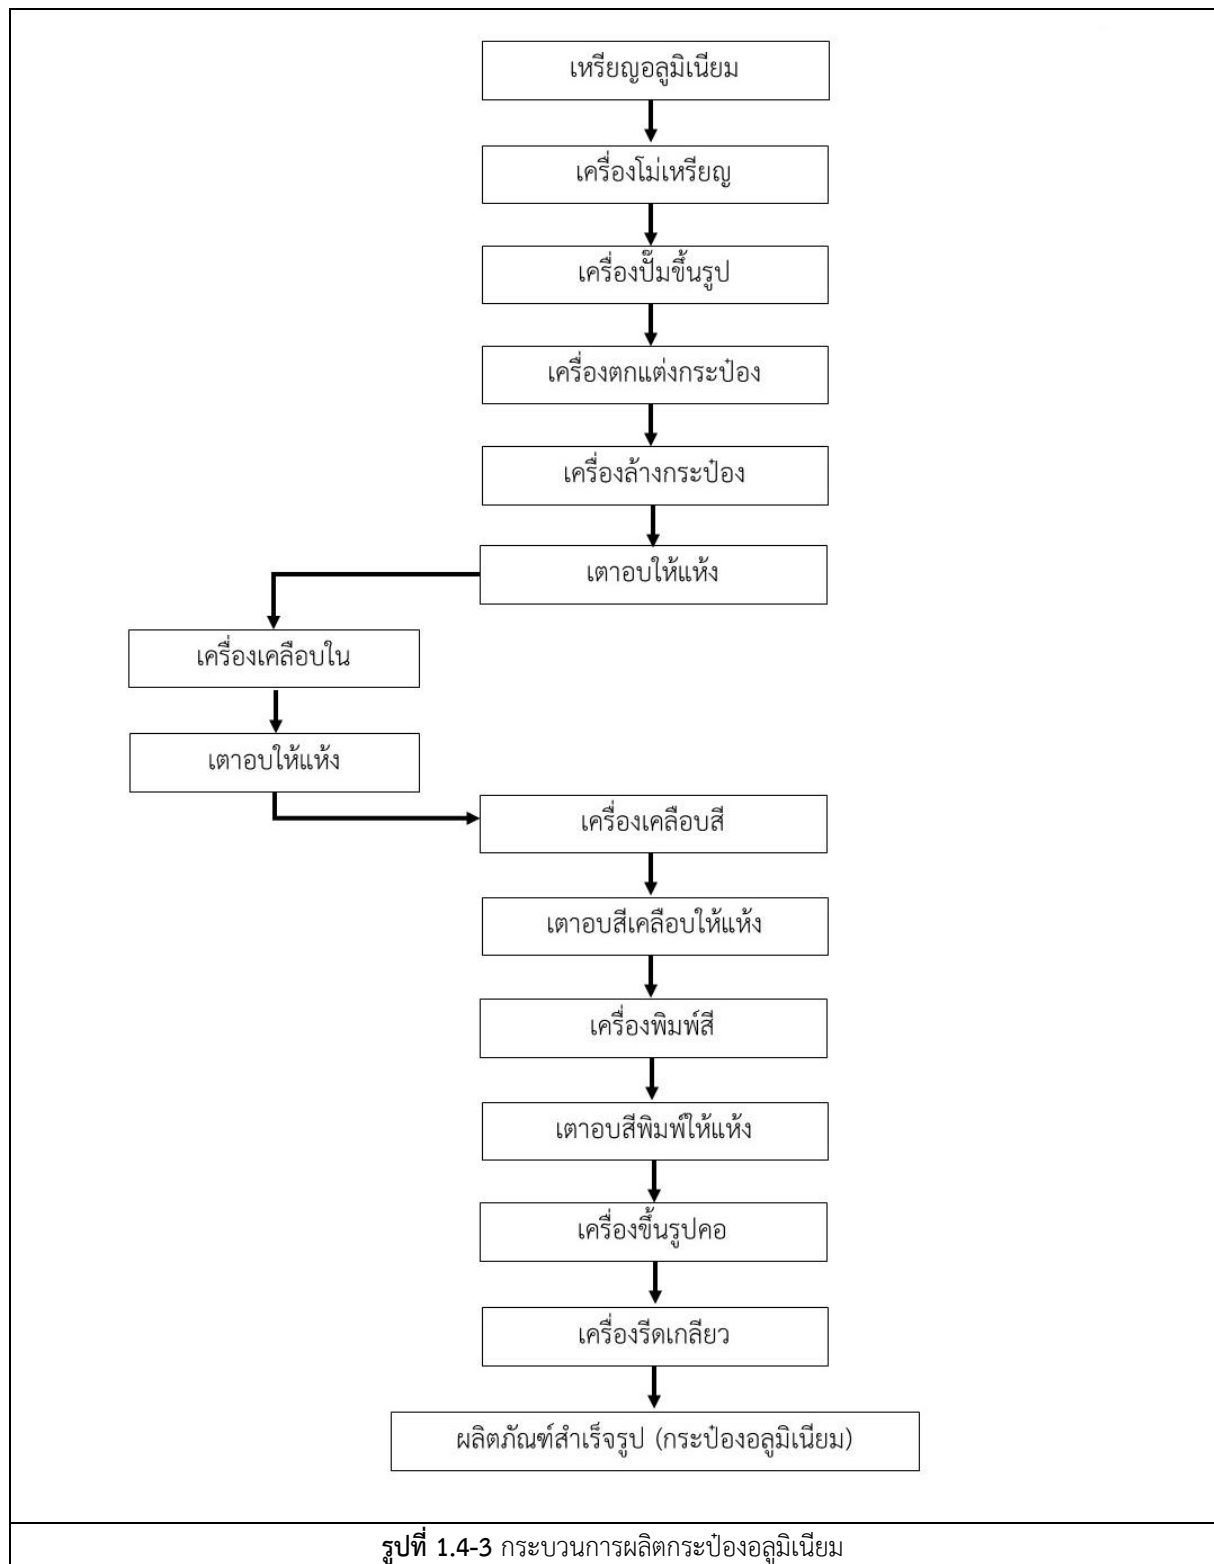 เหรียญอลูมิเนียม
เครื่องโม่เหรียญ
เครื่องปั๊มขึ้นรูป
เครื่องตกแต่งกระป๋อง
เครื่องล้างกระป๋อง
เตาอบให้แห้ง
เครื่องเคลือบใน
เตาอบให้แห้ง
เครื่องเคลือบสี
เตาอบสีเคลือบให้แห้ง
เครื่องพิมพ์สี
เตาอบสีพิมพ์ให้แห้ง
เครื่องขึ้นรูปคอ
เครื่องรีดเกลียว
ผลิตภัณฑ์สำเร็จรูป (กระป๋องอลูมิเนียม)
รูปที่ 1.4-3 กระบวนการผลิตกระป๋องอลูมิเนียม